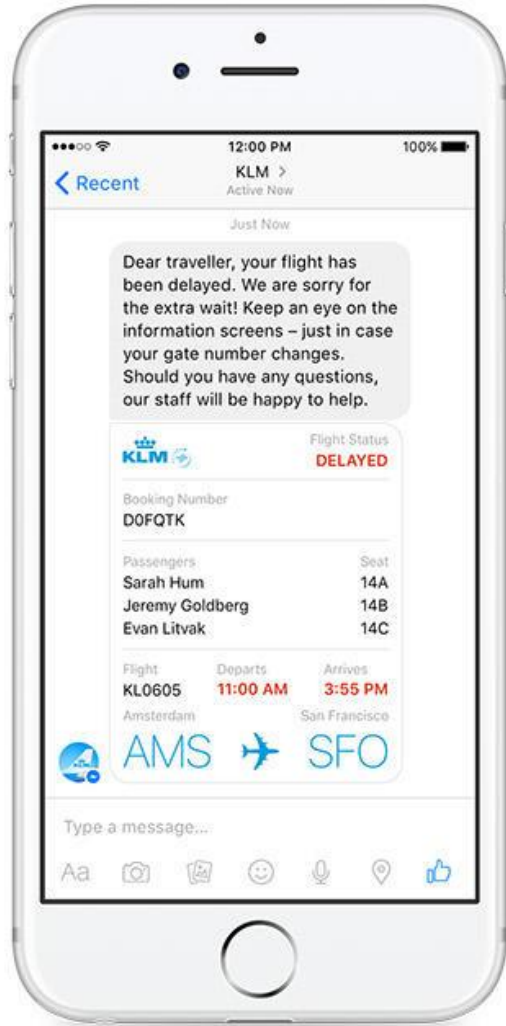 12:00 PM 100%
Recent KLM >
Active Now
Just Now
Dear traveller, your flight has
been delayed. We are sorry for
the extra wait! Keep an eye on the
information screens – just in case
your gate number changes.
Should you have any questions,
our staff will be happy to help.
KLM Flight Status
DELAYED
Booking Number
D0FQTK
Passengers Seat
Sarah Hum 14A
Jeremy Goldberg 14B
Evan Litvak 14C
Flight Departs Arrives
KL0605 11:00 AM 3:55 PM
Amsterdam San Francisco
AMS SFO
Type a message...
Aa